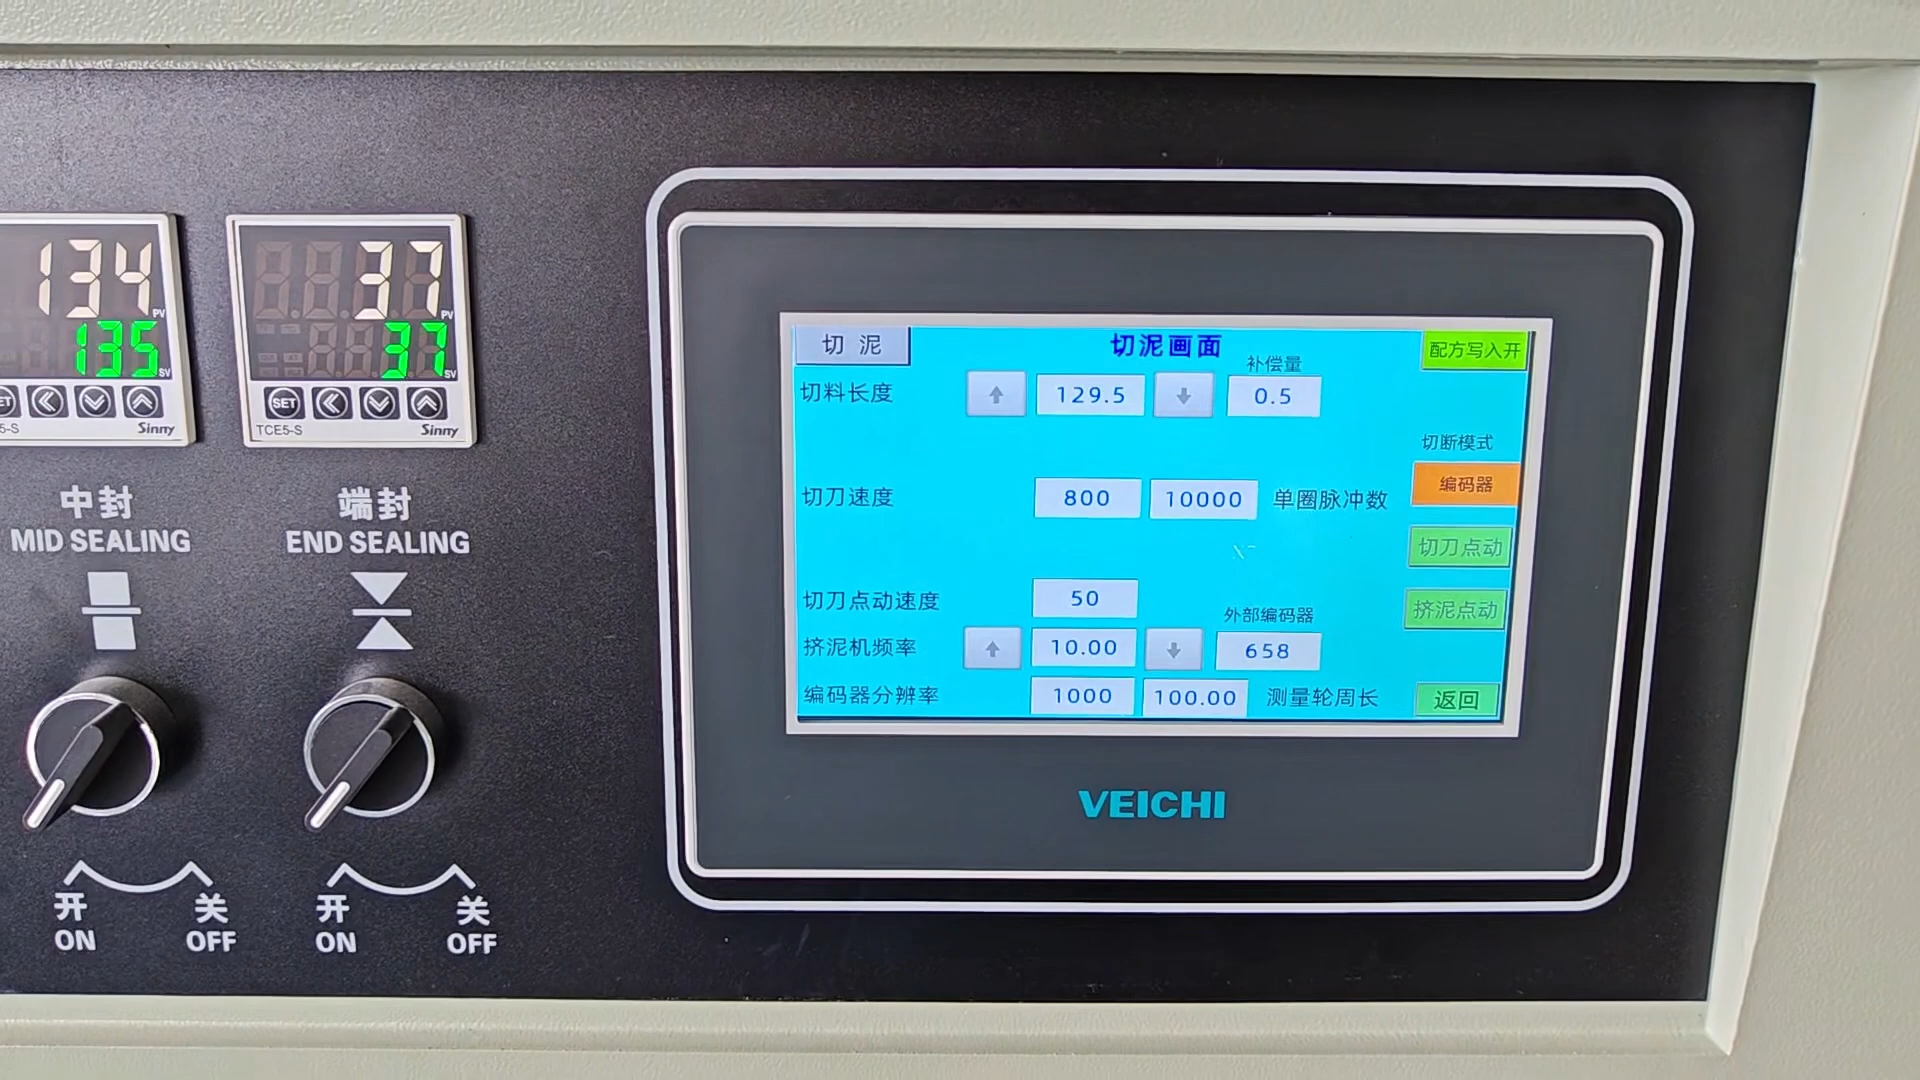 134
PV
135
SV
ET
5-S
Sinny
中封
MID SEALING
开
ON
关
OFF
37
PV
37
SV
SET
TCE5-S
Sinny
端封
END SEALING
开
ON
关
OFF
切泥
切泥画面
配方写入开
补偿量
切料长度
129.5
0.5
切断模式
编码器
切刀速度
800
10000
单圈脉冲数
切刀点动
切刀点动速度
50
外部编码器
挤泥点动
挤泥机频率
10.00
658
编码器分辨率
1000
100.00
测量轮周长
返回
VEICHI